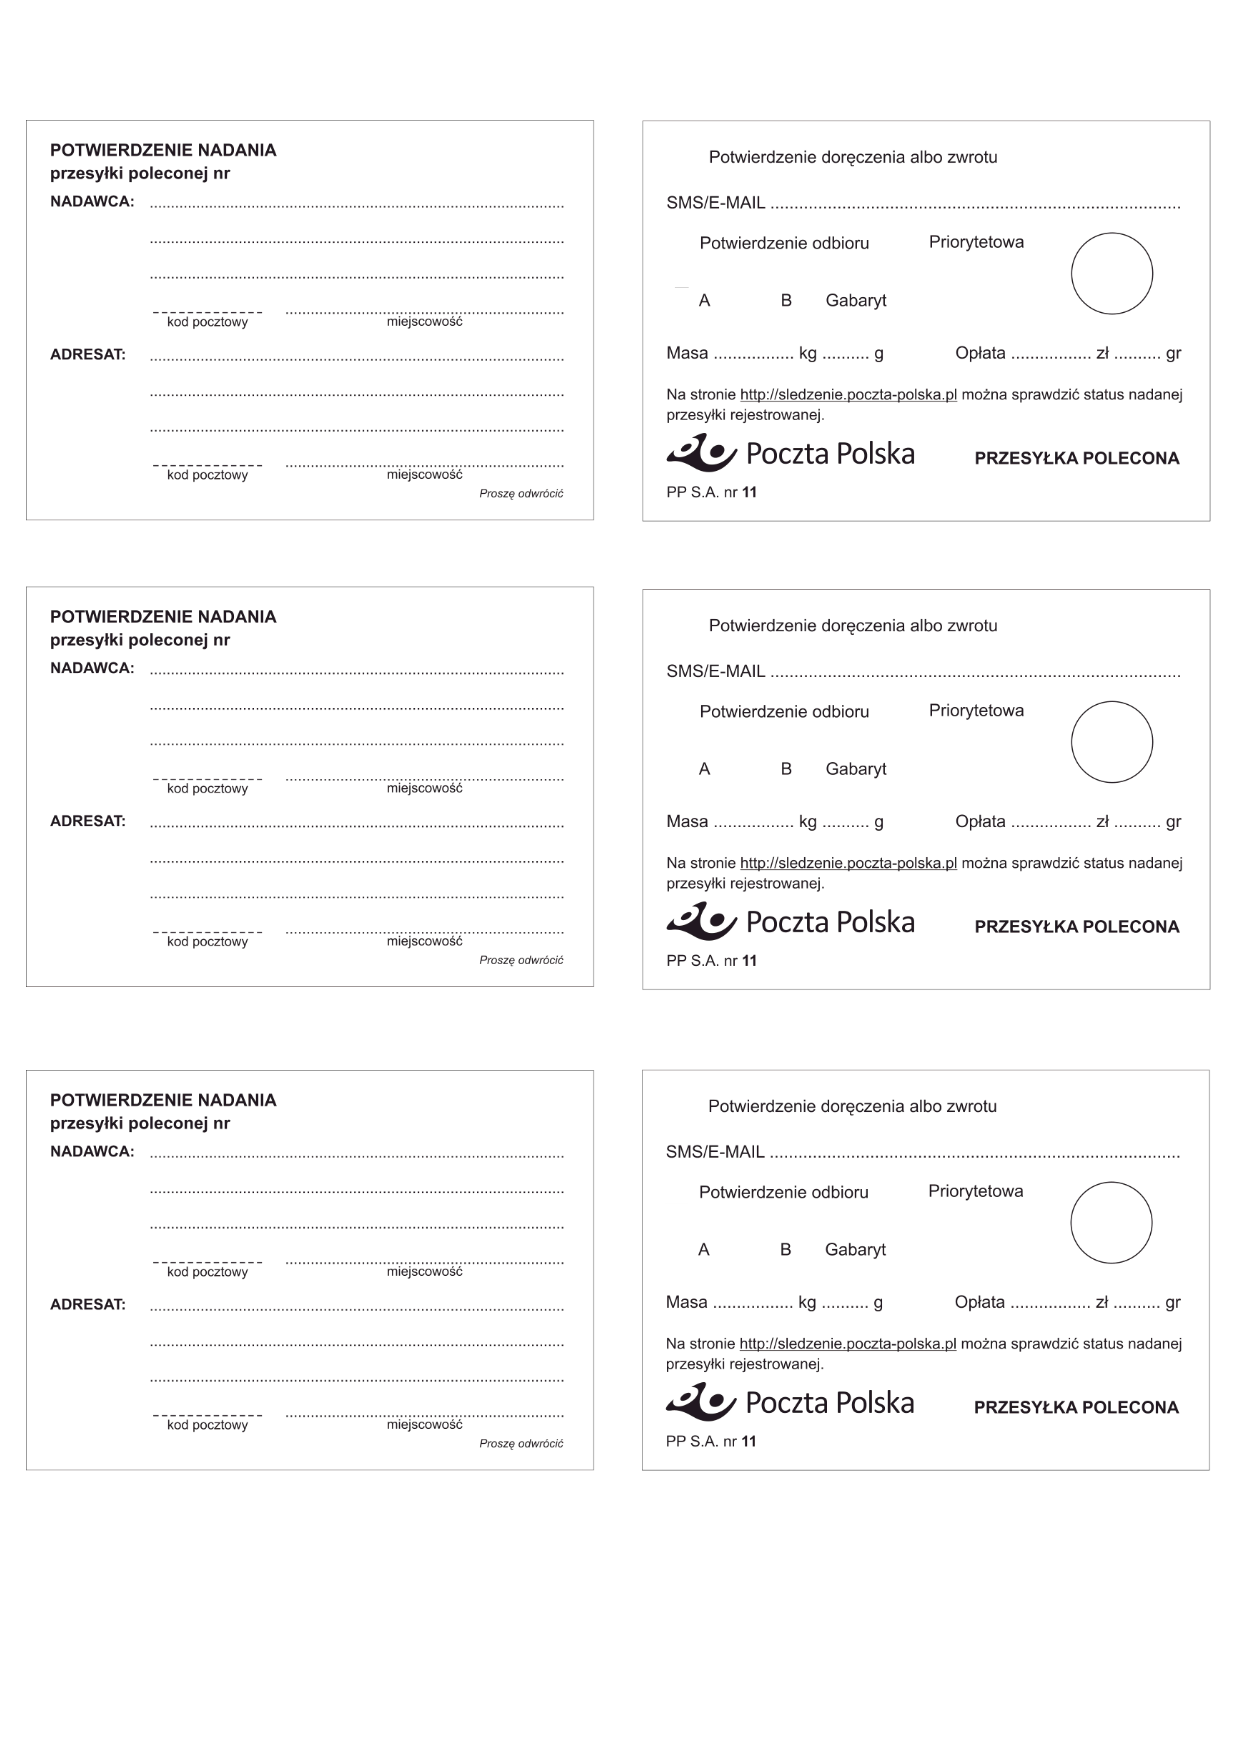 POTWIERDZENIE NADANIA
przesyłki poleconej nr
NADAWCA: ........................................
........................................
........................................
_ _ _ _ _ _ _ _ _ _ _ ........................................
kod pocztowy miejscowość
ADRESAT: ........................................
........................................
........................................
_ _ _ _ _ _ _ _ _ _ _ ........................................
kod pocztowy miejscowość
Proszę odwrócić
Potwierdzenie doręczenia albo zwrotu
SMS/E-MAIL ........................................
Potwierdzenie odbioru Priorytetowa
A B Gabaryt
Masa ................. kg .......... g Opłata ................. zł .......... gr
Na stronie http://sledzenie.poczta-polska.pl można sprawdzić status nadanej
przesyłki rejestrowanej.
Poczta Polska PRZESYŁKA POLECONA
PP S.A. nr 11
POTWIERDZENIE NADANIA
przesyłki poleconej nr
NADAWCA: ........................................
........................................
........................................
_ _ _ _ _ _ _ _ _ _ _ ........................................
kod pocztowy miejscowość
ADRESAT: ........................................
........................................
........................................
_ _ _ _ _ _ _ _ _ _ _ ........................................
kod pocztowy miejscowość
Proszę odwrócić
Potwierdzenie doręczenia albo zwrotu
SMS/E-MAIL ........................................
Potwierdzenie odbioru Priorytetowa
A B Gabaryt
Masa ................. kg .......... g Opłata ................. zł .......... gr
Na stronie http://sledzenie.poczta-polska.pl można sprawdzić status nadanej
przesyłki rejestrowanej.
Poczta Polska PRZESYŁKA POLECONA
PP S.A. nr 11
POTWIERDZENIE NADANIA
przesyłki poleconej nr
NADAWCA: ........................................
........................................
........................................
_ _ _ _ _ _ _ _ _ _ _ ........................................
kod pocztowy miejscowość
ADRESAT: ........................................
........................................
........................................
_ _ _ _ _ _ _ _ _ _ _ ........................................
kod pocztowy miejscowość
Proszę odwrócić
Potwierdzenie doręczenia albo zwrotu
SMS/E-MAIL ........................................
Potwierdzenie odbioru Priorytetowa
A B Gabaryt
Masa ................. kg .......... g Opłata ................. zł .......... gr
Na stronie http://sledzenie.poczta-polska.pl można sprawdzić status nadanej
przesyłki rejestrowanej.
Poczta Polska PRZESYŁKA POLECONA
PP S.A. nr 11